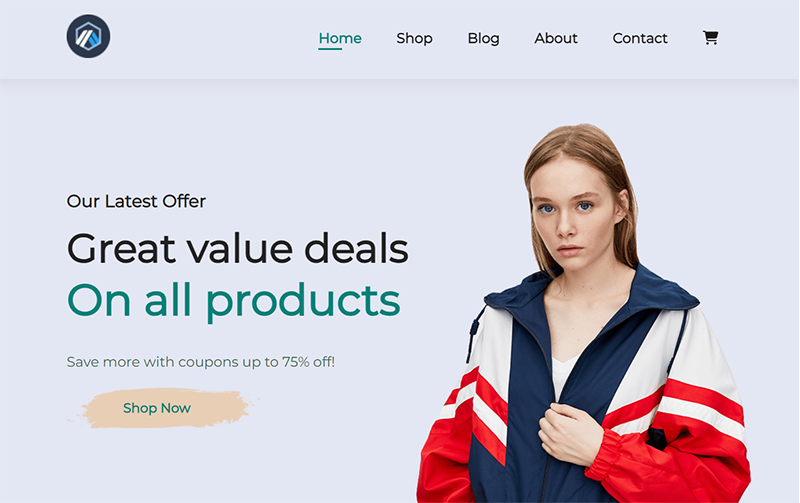 Home Shop Blog About Contact
Our Latest Offer
Great value deals
On all products
Save more with coupons up to 75% off!
Shop Now